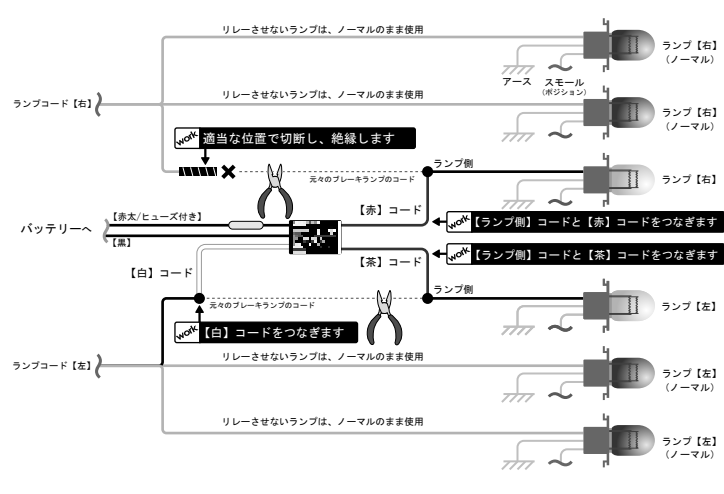 リレーさせないランプは、ノーマルのまま使用
ランプ【右】
（ノーマル）
アース
スモール
（ポジション）
リレーさせないランプは、ノーマルのまま使用
ランプコード【右】
ランプ【右】
（ノーマル）
work 適当な位置で切断し、絶縁します
ランプ側
元々のブレーキランプのコード
ランプ【右】
【赤】コード
【赤太/ヒューズ付き】
work 【ランプ側】コードと【赤】コードをつなぎます
バッテリーへ
【黒】
work 【ランプ側】コードと【茶】コードをつなぎます
【茶】コード
【白】コード
ランプ側
元々のブレーキランプのコード
ランプ【左】
work 【白】コードをつなぎます
リレーさせないランプは、ノーマルのまま使用
ランプコード【左】
ランプ【左】
（ノーマル）
リレーさせないランプは、ノーマルのまま使用
ランプ【左】
（ノーマル）